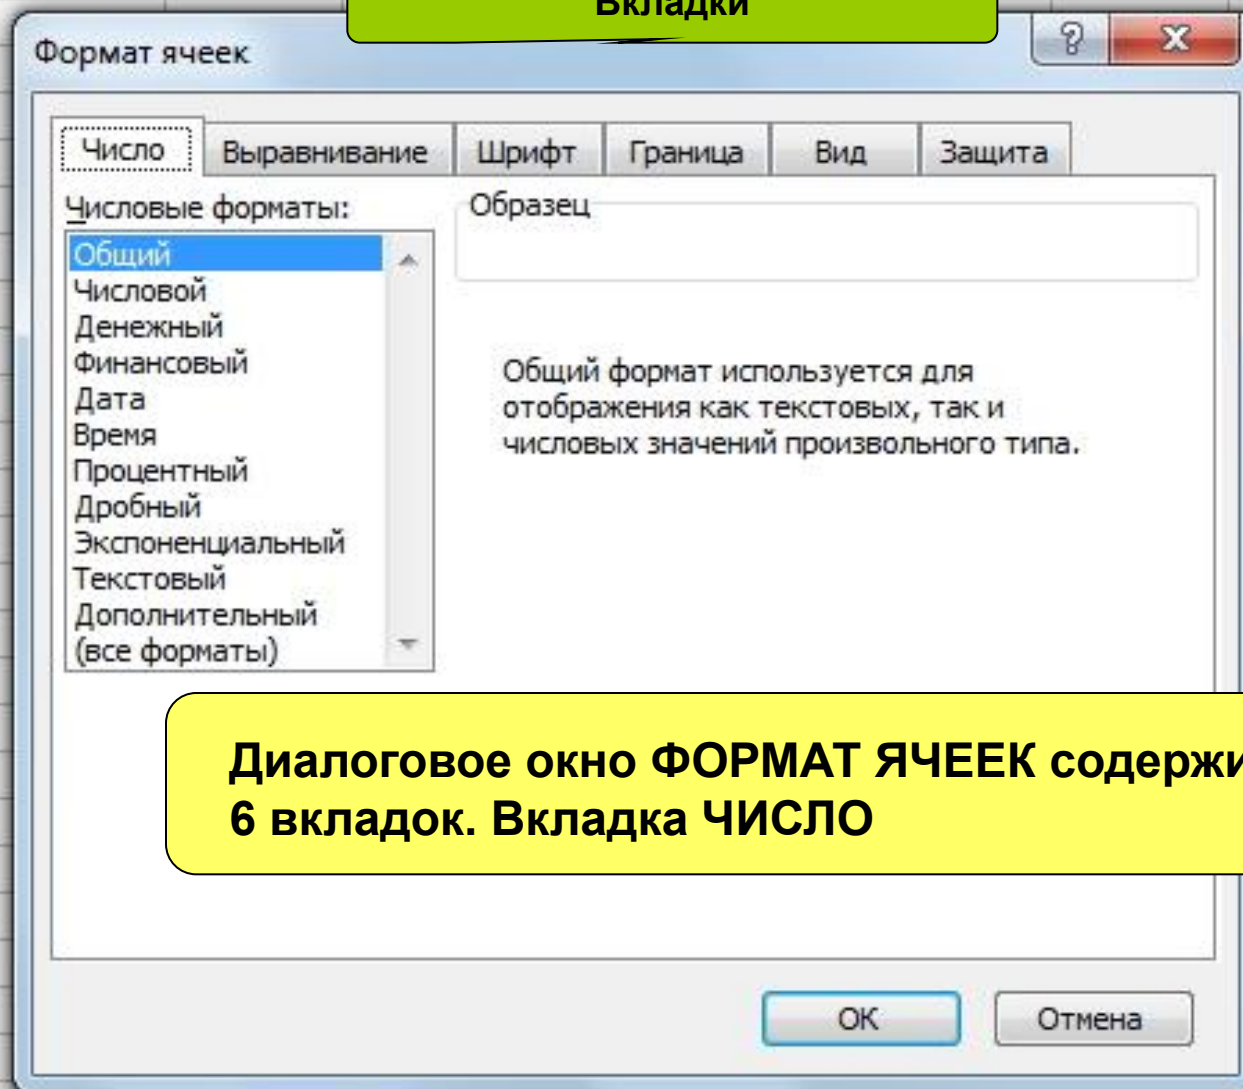 Вкладки
Формат ячеек
Число Выравнивание Шрифт Граница Вид Защита
Числовые форматы:
Образец
Общий
Числовой
Денежный
Финансовый
Дата
Время
Процентный
Дробный
Экспоненциальный
Текстовый
Дополнительный
(все форматы)
Общий формат используется для
отображения как текстовых, так и
числовых значений произвольного типа.
Диалоговое окно ФОРМАТ ЯЧЕЕК содержи
6 вкладок. Вкладка ЧИСЛО
ОК Отмена